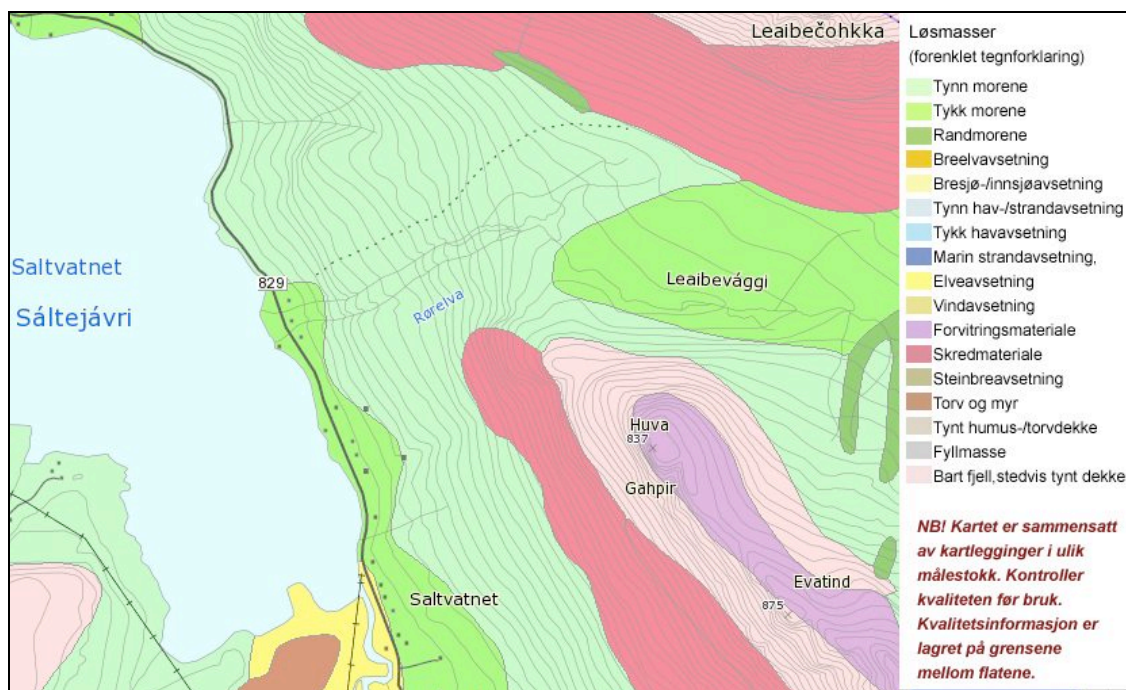 Leaibečohkka
829
Saltvatnet
Sáltejávri
Rørelva
Leaibevággi
Huva
837
Gahpir
Evatind
875
Saltvatnet
Løsmasser
(forenklet tegnforklaring)
Tynn morene
Tykk morene
Randmorene
Breelvavsetning
Bresjø-/innsjøavsetning
Tynn hav-/strandavsetning
Tykk havavsetning
Marin strandavsetning,
Elveavsetning
Vindavsetning
Forvitringsmateriale
Skredmateriale
Steinbreavsetning
Torv og myr
Tynt humus-/torvdekke
Fyllmasse
Bart fjell,stedvis tynt dekke
NB! Kartet er sammensatt
av kartlegginger i ulik
målestokk. Kontroller
kvaliteten før bruk.
Kvalitetsinformasjon er
lagret på grensene
mellom flatene.